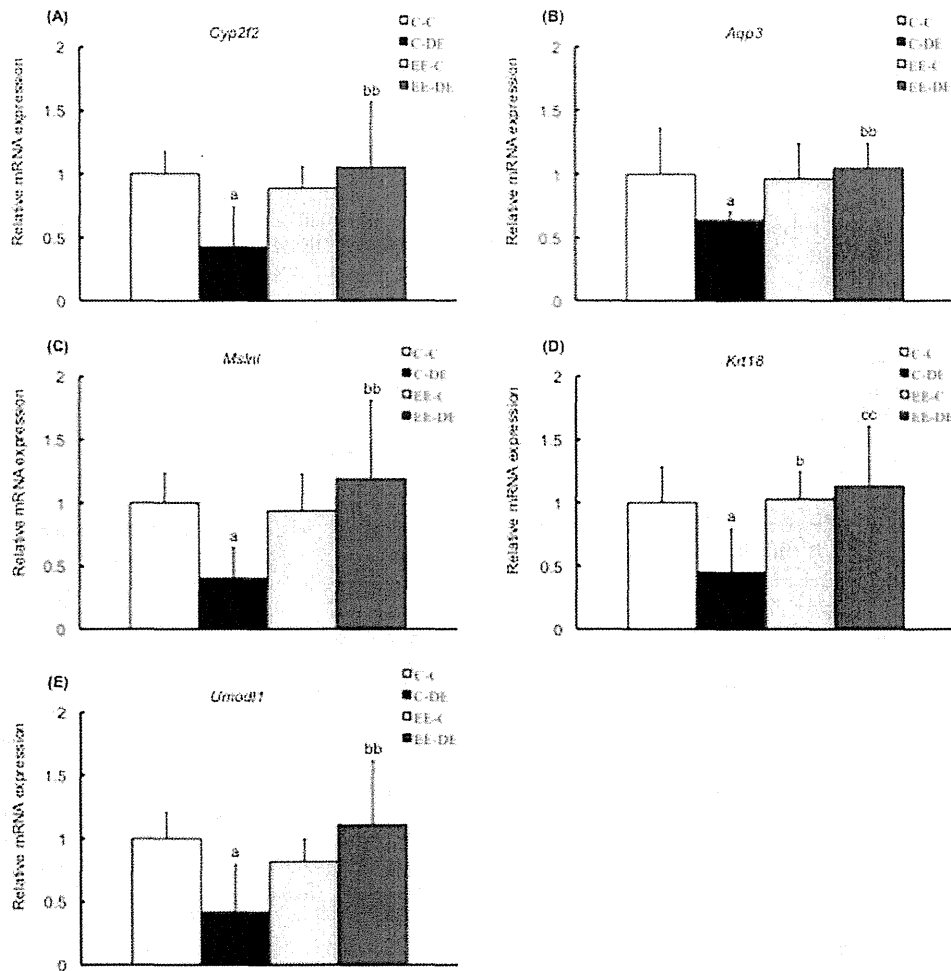 (A)
Cyp2f2
C-C
C-DE
EE-C
EE-DE
Relative mRNA expression
2
1.5
1
0.5
0
a
bb
(B)
Aqp3
C-C
C-DE
EE-C
EE-DE
Relative mRNA expression
2
1.5
1
0.5
0
a
bb
(C)
Mslnl
C-C
C-DE
EE-C
EE-DE
Relative mRNA expression
2
1.5
1
0.5
0
a
bb
(D)
Krt18
C-C
C-DE
EE-C
EE-DE
Relative mRNA expression
2
1.5
1
0.5
0
a
b
cc
(E)
Umodl1
C-C
C-DE
EE-C
EE-DE
Relative mRNA expression
2
1.5
1
0.5
0
a
bb